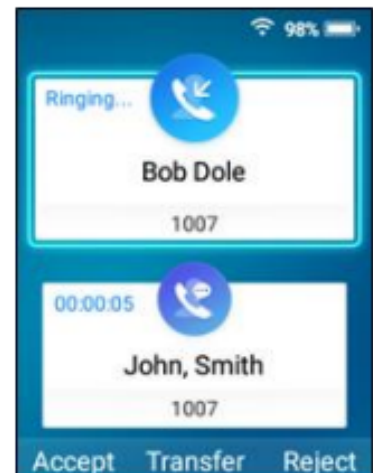 98%
Ringing...
Bob Dole
1007
00:00:05
John, Smith
1007
Accept Transfer Reject